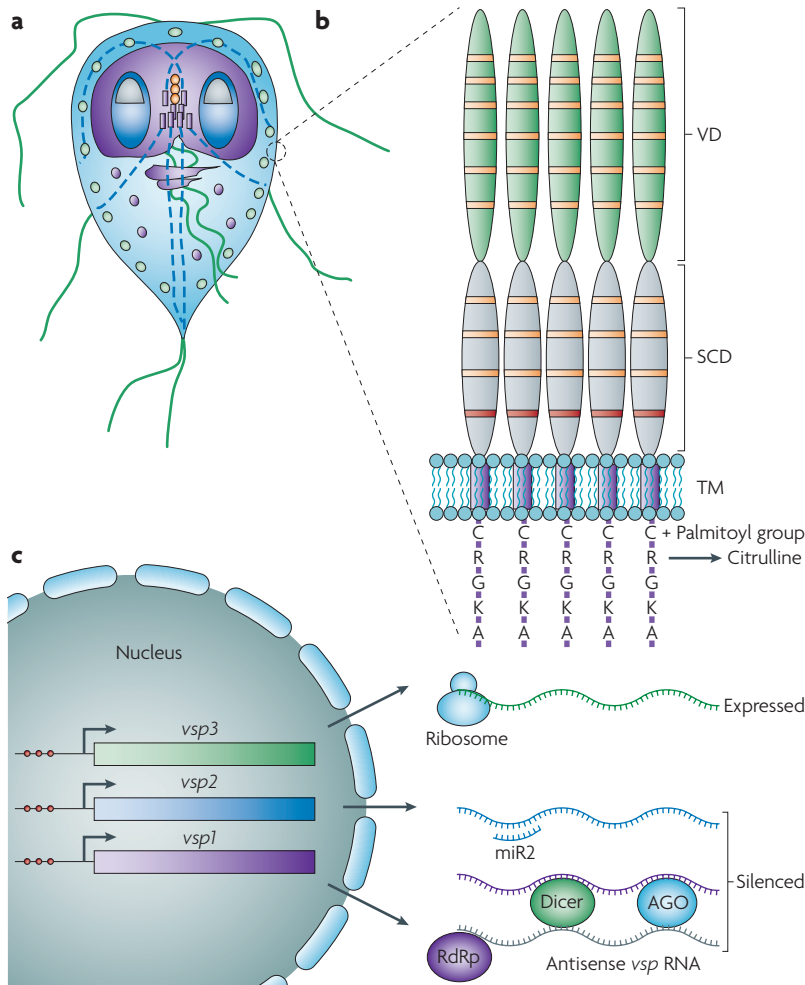 a
b
VD
SCD
TM
C C C C C + Palmitoyl group
R R R R R Citrulline
G G G G G
K K K K K
A A A A A
c
Nucleus
vsp3
vsp2
vsp1
Ribosome
Expressed
miR2
Dicer
AGO
Silenced
RdRp
Antisense vsp RNA